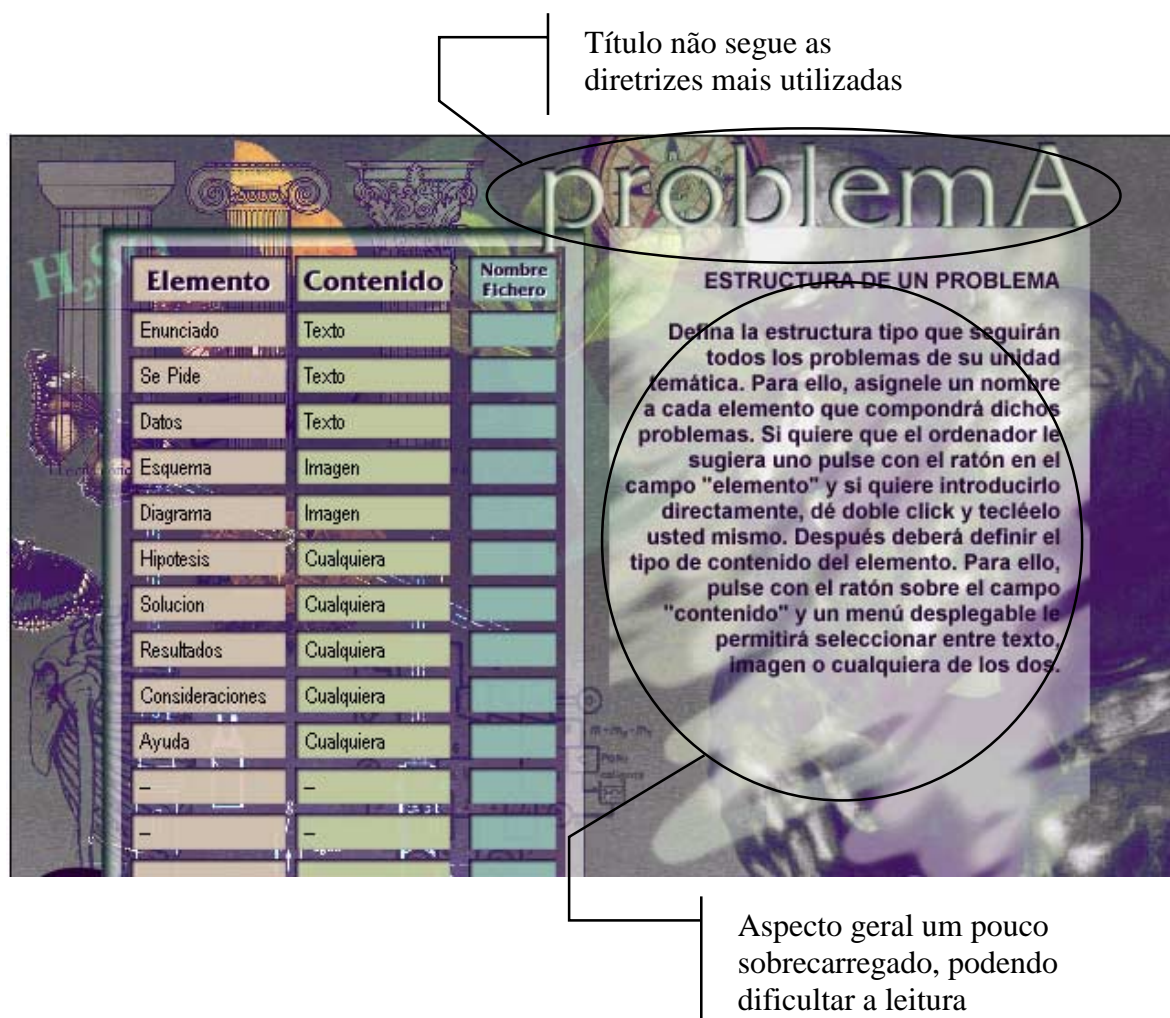 Título não segue as
diretrizes mais utilizadas
problemA
Elemento Contenido Nombre
Fichero
Enunciado Texto
Se Pide Texto
Datos Texto
Esquema Imagen
Diagrama Imagen
Hipotesis Cualquiera
Solucion Cualquiera
Resultados Cualquiera
Consideraciones Cualquiera
Ayuda Cualquiera
– –
– –
ESTRUCTURA DE UN PROBLEMA
Defina la estructura tipo que seguirán
todos los problemas de su unidad
temática. Para ello, asígnele un nombre
a cada elemento que compondrá dichos
problemas. Si quiere que el ordenador le
sugiera uno pulse con el ratón en el
campo "elemento" y si quiere introducirlo
directamente, dé doble click y tecléelo
usted mismo. Después deberá definir el
tipo de contenido del elemento. Para ello,
pulse con el ratón sobre el campo
"contenido" y un menú desplegable le
permitirá seleccionar entre texto,
imagen o cualquiera de los dos.
Aspecto geral um pouco
sobrecarregado, podendo
dificultar a leitura